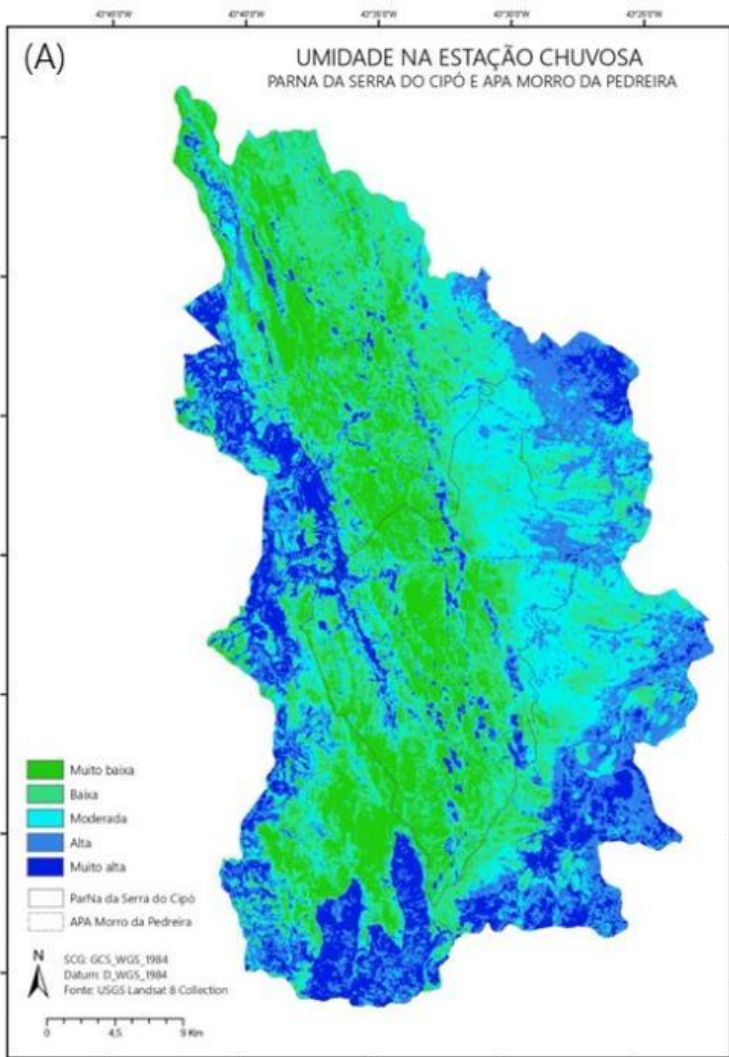 (A)
UMIDADE NA ESTAÇÃO CHUVOSA
PARNA DA SERRA DO CIPÓ E APA MORRO DA PEDREIRA
Muito baixa
Baixa
Moderada
Alta
Muito alta
ParNa da Serra do Cipó
APA Morro da Pedreira
N
SCG: GCS_WGS_1984
Datum: D_WGS_1984
Fonte: USGS Landsat 8 Collection
0 4,5 9 Km